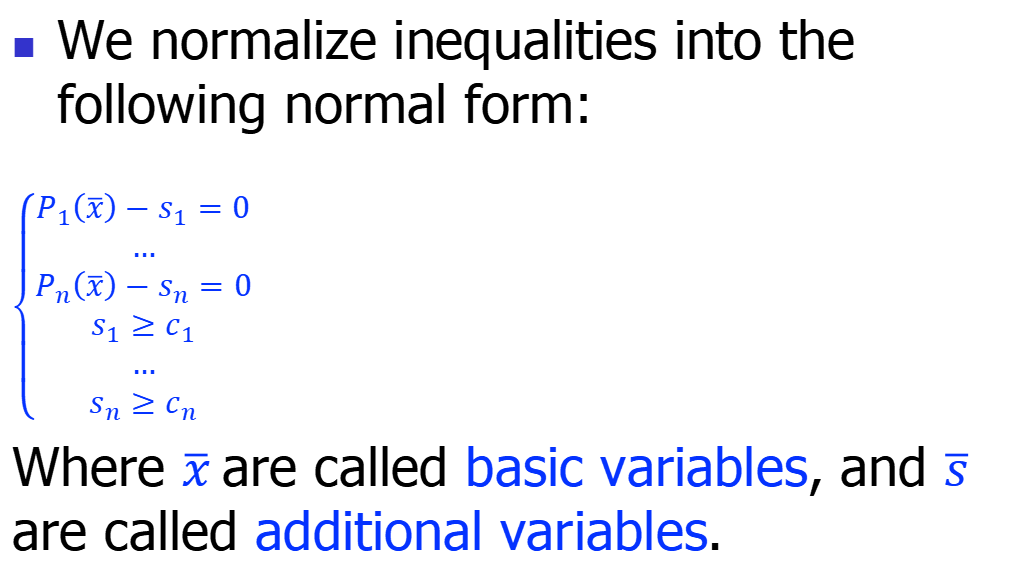 ■ We normalize inequalities into the
following normal form:
P₁(x̅) − s₁ = 0
...
Pₙ(x̅) − sₙ = 0
s₁ ≥ c₁
...
sₙ ≥ cₙ
Where x̅ are called basic variables, and s̅
are called additional variables.